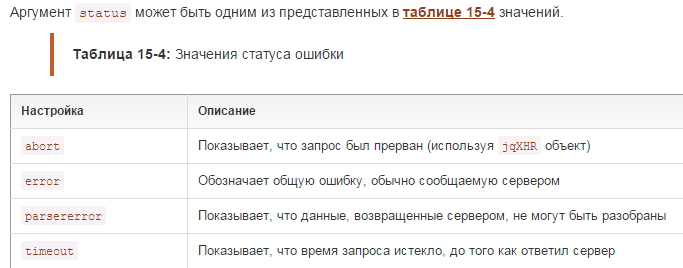 Аргумент status может быть одним из представленных в таблице 15-4 значений.
Таблица 15-4: Значения статуса ошибки
Настройка Описание
abort Показывает, что запрос был прерван (используя jqXHR объект)
error Обозначает общую ошибку, обычно сообщаемую сервером
parsererror Показывает, что данные, возвращенные сервером, не могут быть разобраны
timeout Показывает, что время запроса истекло, до того как ответил сервер